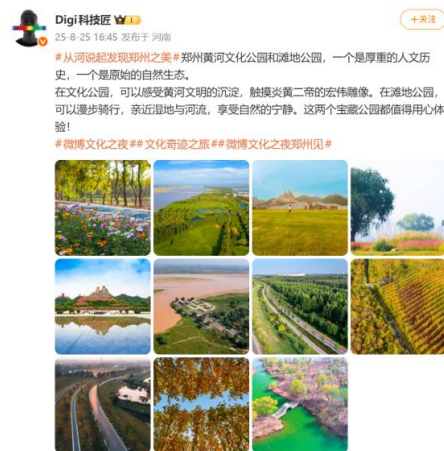 Digi科技匠
+关注
25-8-25 16:45 发布于 河南
#从河说起发现郑州之美#郑州黄河文化公园和滩地公园，一个是厚重的人文历
史，一个是原始的自然生态。
在文化公园，可以感受黄河文明的沉淀，触摸炎黄二帝的宏伟雕像。在滩地公园，
可以漫步骑行，亲近湿地与河流，享受自然的宁静。这两个宝藏公园都值得用心体
验！
#微博文化之夜##文化奇迹之旅##微博文化之夜郑州见#